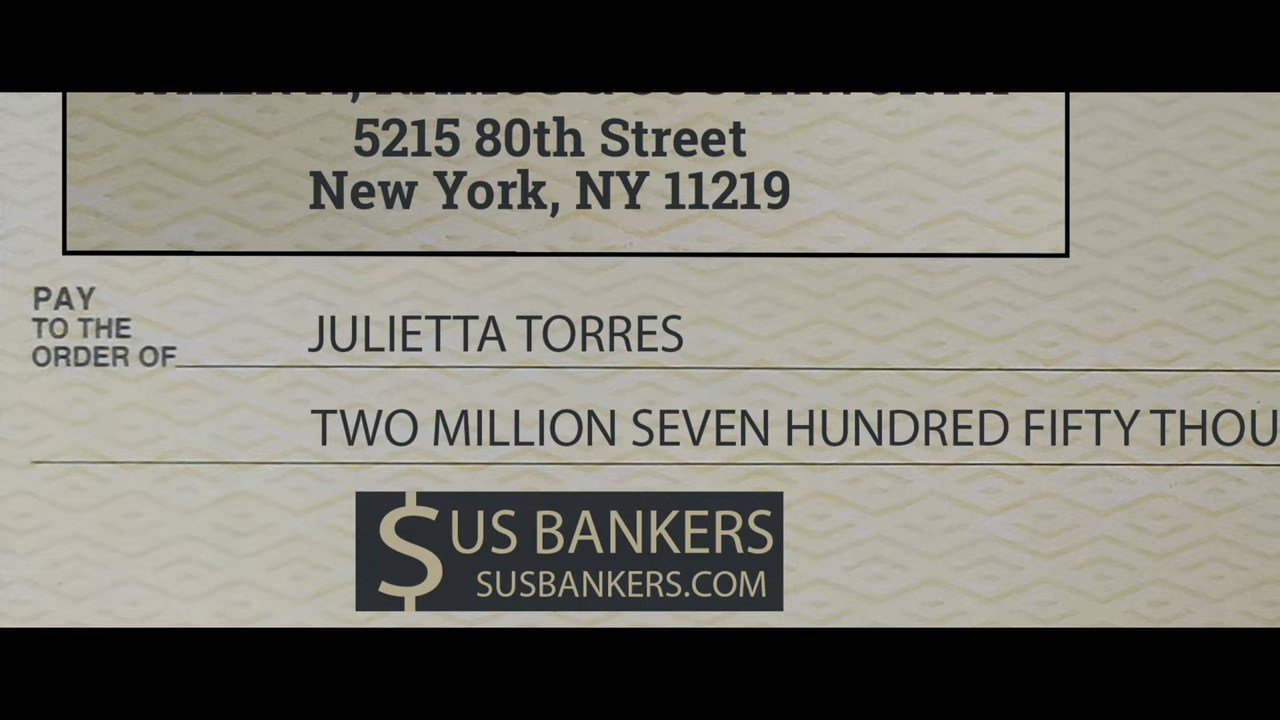 5215 80th Street
New York, NY 11219
PAY
TO THE
ORDER OF JULIETTA TORRES
TWO MILLION SEVEN HUNDRED FIFTY THOU
$US BANKERS
SUSBANKERS.COM